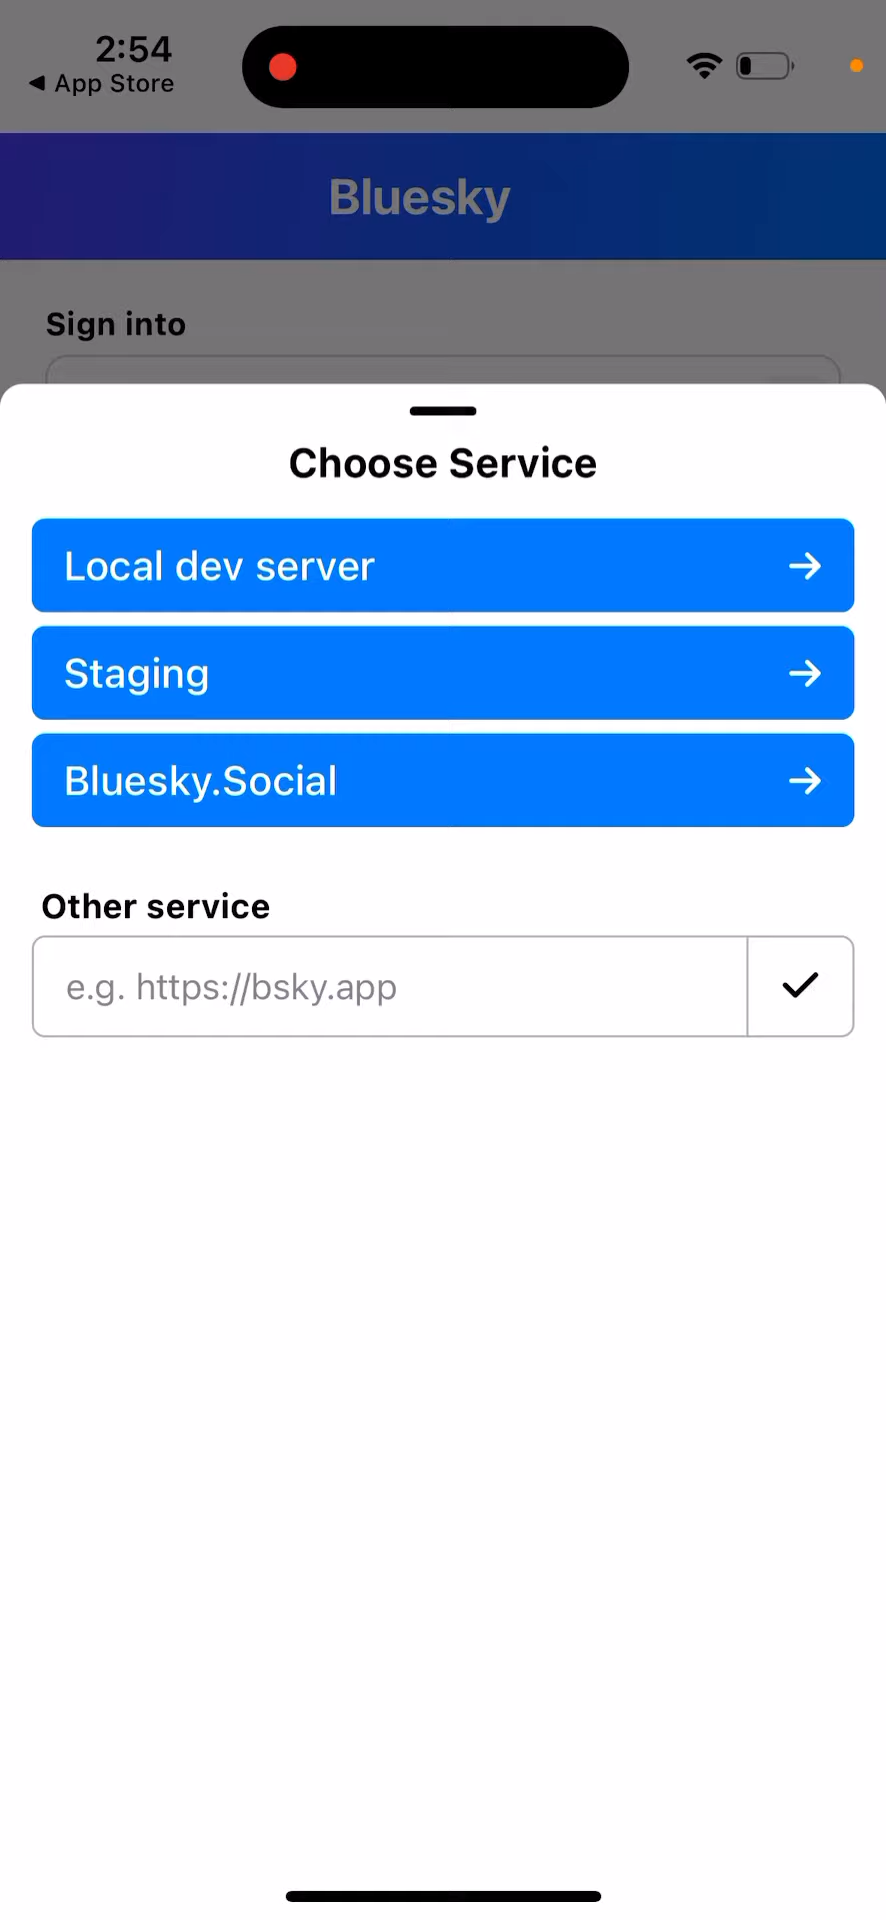 2:54
◀ App Store
Bluesky
Sign into
Choose Service
Local dev server
Staging
Bluesky.Social
Other service
e.g. https://bsky.app